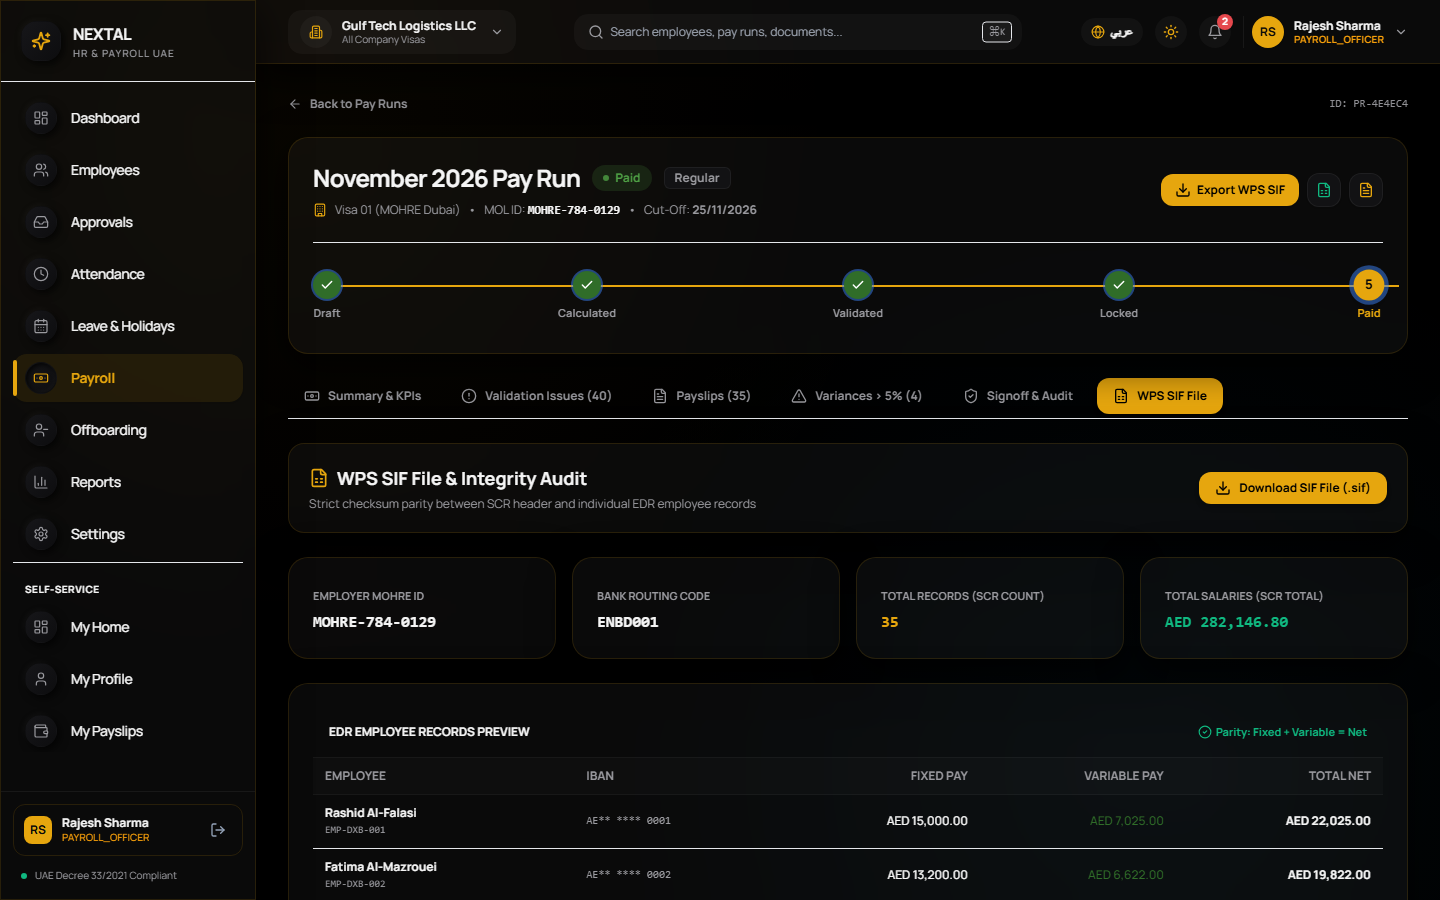 NEXTAL
HR & PAYROLL UAE
Gulf Tech Logistics LLC
All Company Visas
Search employees, pay runs, documents...
⌘K
عربي
2
RS
Rajesh Sharma
PAYROLL_OFFICER
Dashboard
Employees
Approvals
Attendance
Leave & Holidays
Payroll
Offboarding
Reports
Settings
SELF-SERVICE
My Home
My Profile
My Payslips
RS
Rajesh Sharma
PAYROLL_OFFICER
UAE Decree 33/2021 Compliant
Back to Pay Runs
ID: PR-4E4EC4
November 2026 Pay Run
Paid
Regular
Visa 01 (MOHRE Dubai) • MOL ID: MOHRE-784-0129 • Cut-Off: 25/11/2026
Export WPS SIF
5
Draft
Calculated
Validated
Locked
Paid
Summary & KPIs
Validation Issues (40)
Payslips (35)
Variances > 5% (4)
Signoff & Audit
WPS SIF File
WPS SIF File & Integrity Audit
Strict checksum parity between SCR header and individual EDR employee records
Download SIF File (.sif)
EMPLOYER MOHRE ID
MOHRE-784-0129
BANK ROUTING CODE
ENBD001
TOTAL RECORDS (SCR COUNT)
35
TOTAL SALARIES (SCR TOTAL)
AED 282,146.80
EDR EMPLOYEE RECORDS PREVIEW
Parity: Fixed + Variable = Net
EMPLOYEE IBAN FIXED PAY VARIABLE PAY TOTAL NET
Rashid Al-Falasi
EMP-DXB-001
AE** **** 0001 AED 15,000.00 AED 7,025.00 AED 22,025.00
Fatima Al-Mazrouei
EMP-DXB-002
AE** **** 0002 AED 13,200.00 AED 6,622.00 AED 19,822.00